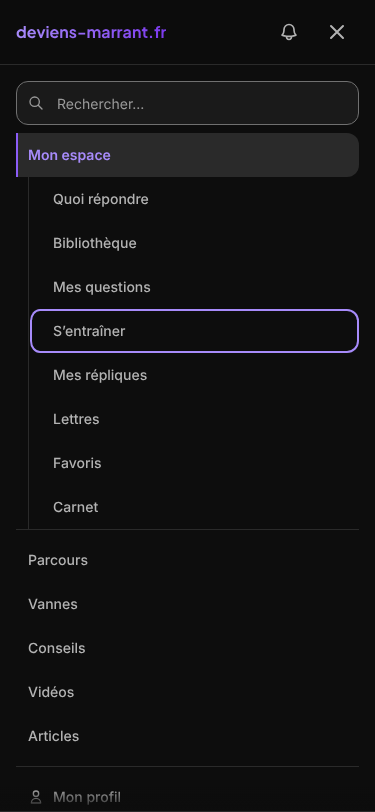 deviens-marrant.fr
Rechercher...
Mon espace
Quoi répondre
Bibliothèque
Mes questions
S’entraîner
Mes répliques
Lettres
Favoris
Carnet
Parcours
Vannes
Conseils
Vidéos
Articles
Mon profil